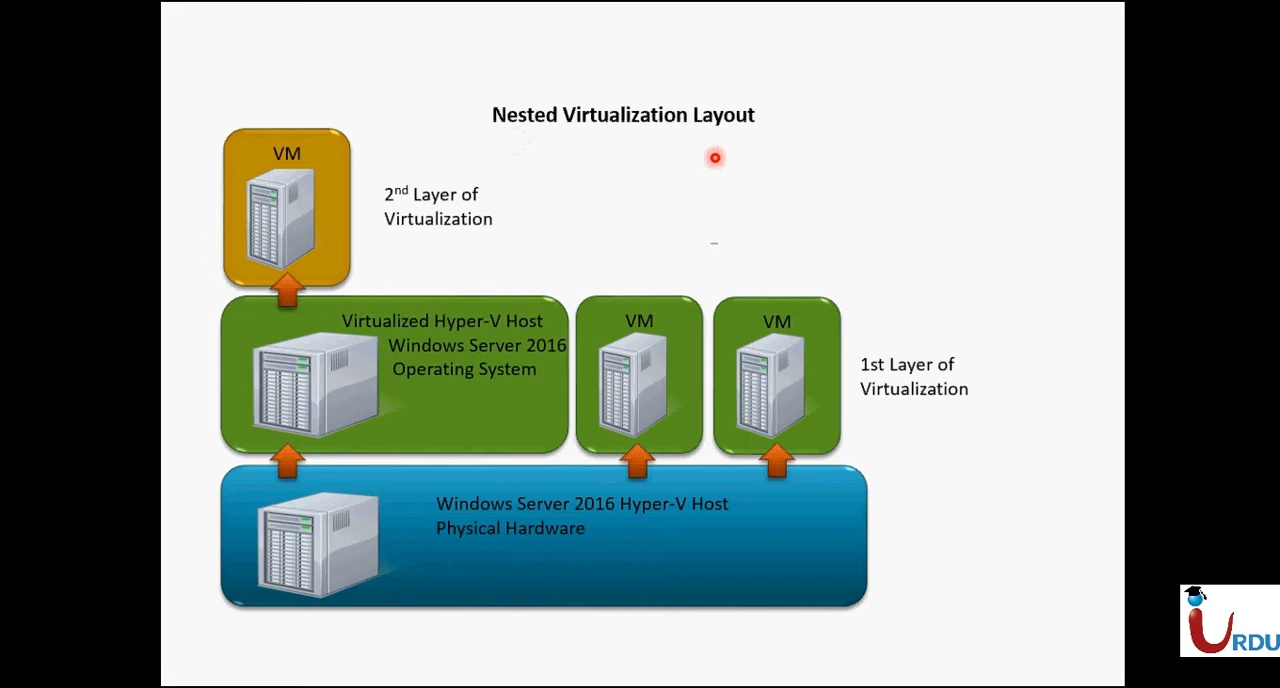 Nested Virtualization Layout
VM
2nd Layer of
Virtualization
Virtualized Hyper-V Host
Windows Server 2016
Operating System
VM
VM
1st Layer of
Virtualization
Windows Server 2016 Hyper-V Host
Physical Hardware
iURDU